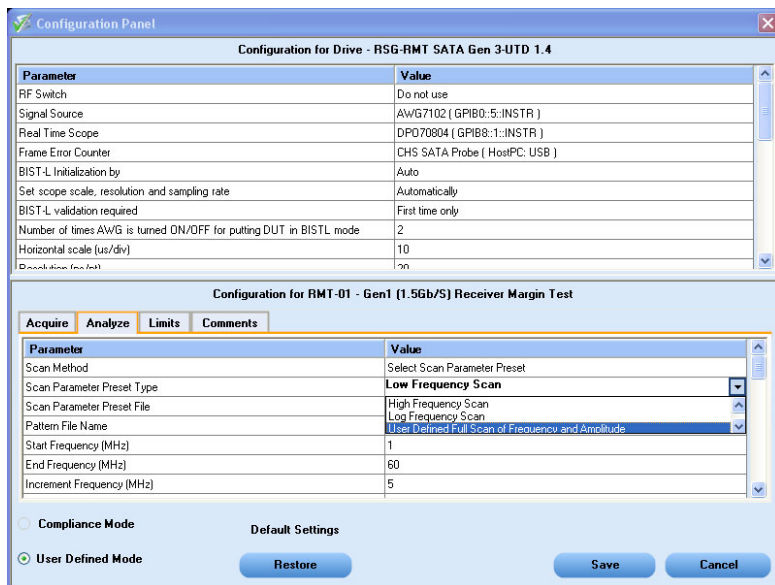 Configuration Panel
Configuration for Drive - RSG-RMT SATA Gen 3-UTD 1.4
Parameter Value
RF Switch Do not use
Signal Source AWG7102 ( GPIB0::5::INSTR )
Real Time Scope DPO70804 ( GPIB8::1::INSTR )
Frame Error Counter CHS SATA Probe ( HostPC: USB )
BIST-L Initialization by Auto
Set scope scale, resolution and sampling rate Automatically
BIST-L validation required First time only
Number of times AWG is turned ON/OFF for putting DUT in BISTL mode 2
Horizontal scale (us/div) 10
Resolution (ps/pt) 20
Configuration for RMT-01 - Gen1 (1.5Gb/S) Receiver Margin Test
Acquire Analyze Limits Comments
Parameter Value
Scan Method Select Scan Parameter Preset
Scan Parameter Preset Type Low Frequency Scan
Scan Parameter Preset File High Frequency Scan
Log Frequency Scan
Pattern File Name User Defined Full Scan of Frequency and Amplitude
Start Frequency (MHz) 1
End Frequency (MHz) 60
Increment Frequency (MHz) 5
Compliance Mode Default Settings
User Defined Mode Restore Save Cancel